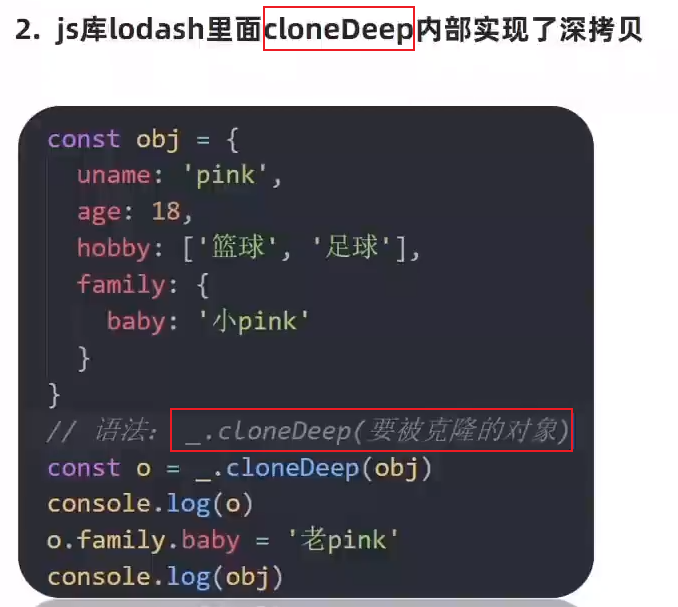 2. js库lodash里面cloneDeep内部实现了深拷贝
const obj = {
  uname: 'pink',
  age: 18,
  hobby: ['篮球', '足球'],
  family: {
    baby: '小pink'
  }
}
// 语法: _.cloneDeep(要被克隆的对象)
const o = _.cloneDeep(obj)
console.log(o)
o.family.baby = '老pink'
console.log(obj)